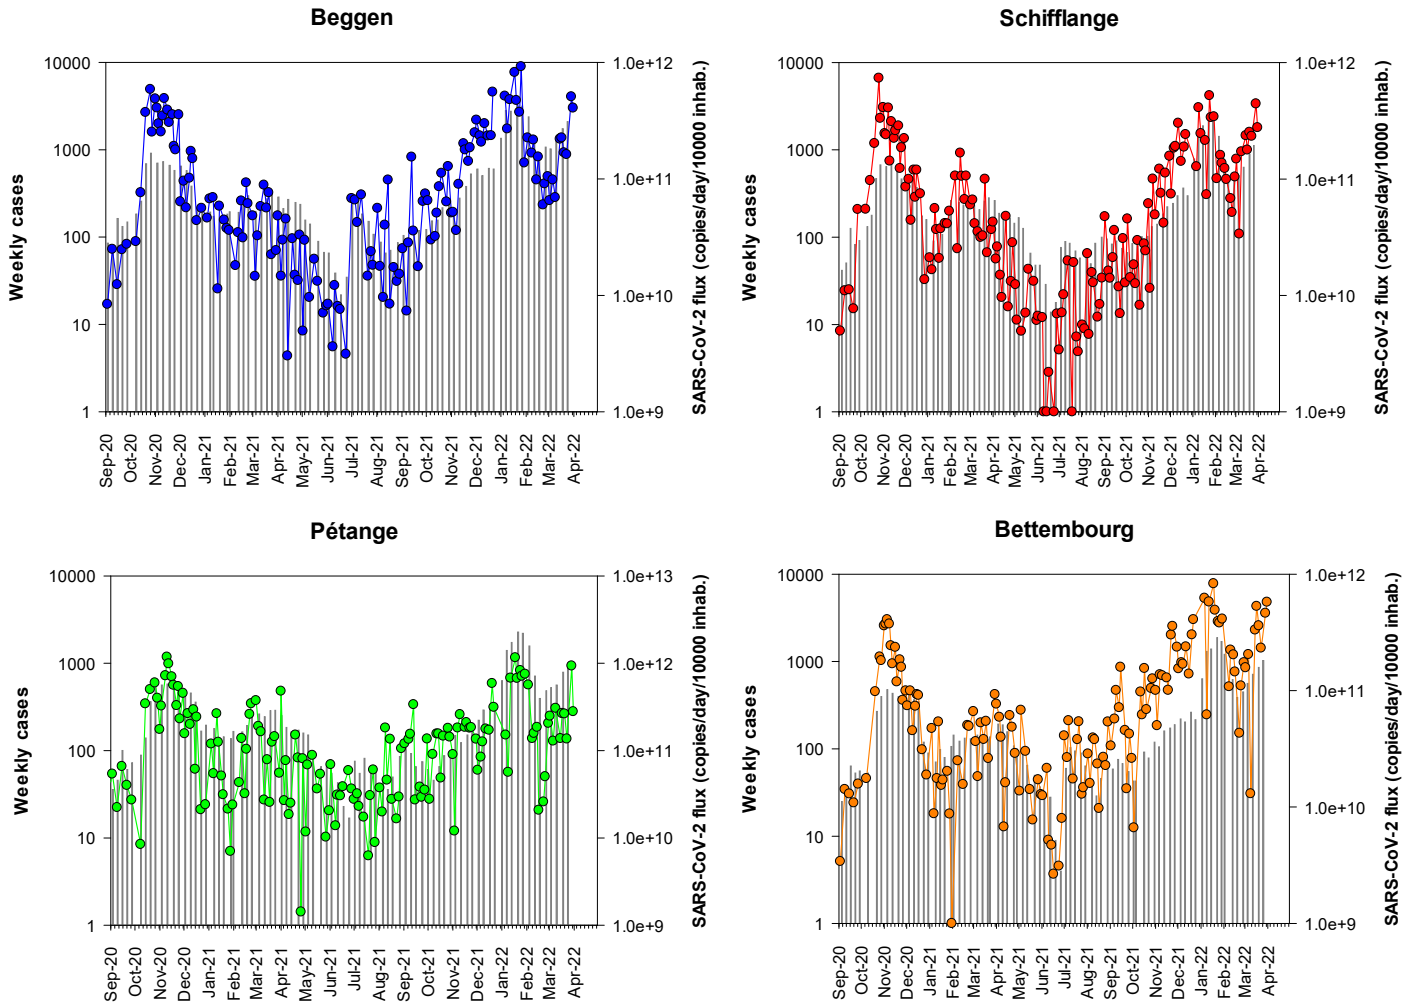 Beggen
Weekly cases
10000
1000
100
10
1
1.0e+12
1.0e+11
1.0e+10
1.0e+9
SARS-CoV-2 flux (copies/day/10000 inhab.)
Sep-20
Oct-20
Nov-20
Dec-20
Jan-21
Feb-21
Mar-21
Apr-21
May-21
Jun-21
Jul-21
Aug-21
Sep-21
Oct-21
Nov-21
Dec-21
Jan-22
Feb-22
Mar-22
Apr-22
Schifflange
Weekly cases
10000
1000
100
10
1
1.0e+12
1.0e+11
1.0e+10
1.0e+9
SARS-CoV-2 flux (copies/day/10000 inhab.)
Sep-20
Oct-20
Nov-20
Dec-20
Jan-21
Feb-21
Mar-21
Apr-21
May-21
Jun-21
Jul-21
Aug-21
Sep-21
Oct-21
Nov-21
Dec-21
Jan-22
Feb-22
Mar-22
Apr-22
Pétange
Weekly cases
10000
1000
100
10
1
1.0e+13
1.0e+12
1.0e+11
1.0e+10
1.0e+9
SARS-CoV-2 flux (copies/day/10000 inhab.)
Sep-20
Oct-20
Nov-20
Dec-20
Jan-21
Feb-21
Mar-21
Apr-21
May-21
Jun-21
Jul-21
Aug-21
Sep-21
Oct-21
Nov-21
Dec-21
Jan-22
Feb-22
Mar-22
Apr-22
Bettembourg
Weekly cases
10000
1000
100
10
1
1.0e+12
1.0e+11
1.0e+10
1.0e+9
SARS-CoV-2 flux (copies/day/10000 inhab.)
Sep-20
Oct-20
Nov-20
Dec-20
Jan-21
Feb-21
Mar-21
Apr-21
May-21
Jun-21
Jul-21
Aug-21
Sep-21
Oct-21
Nov-21
Dec-21
Jan-22
Feb-22
Mar-22
Apr-22